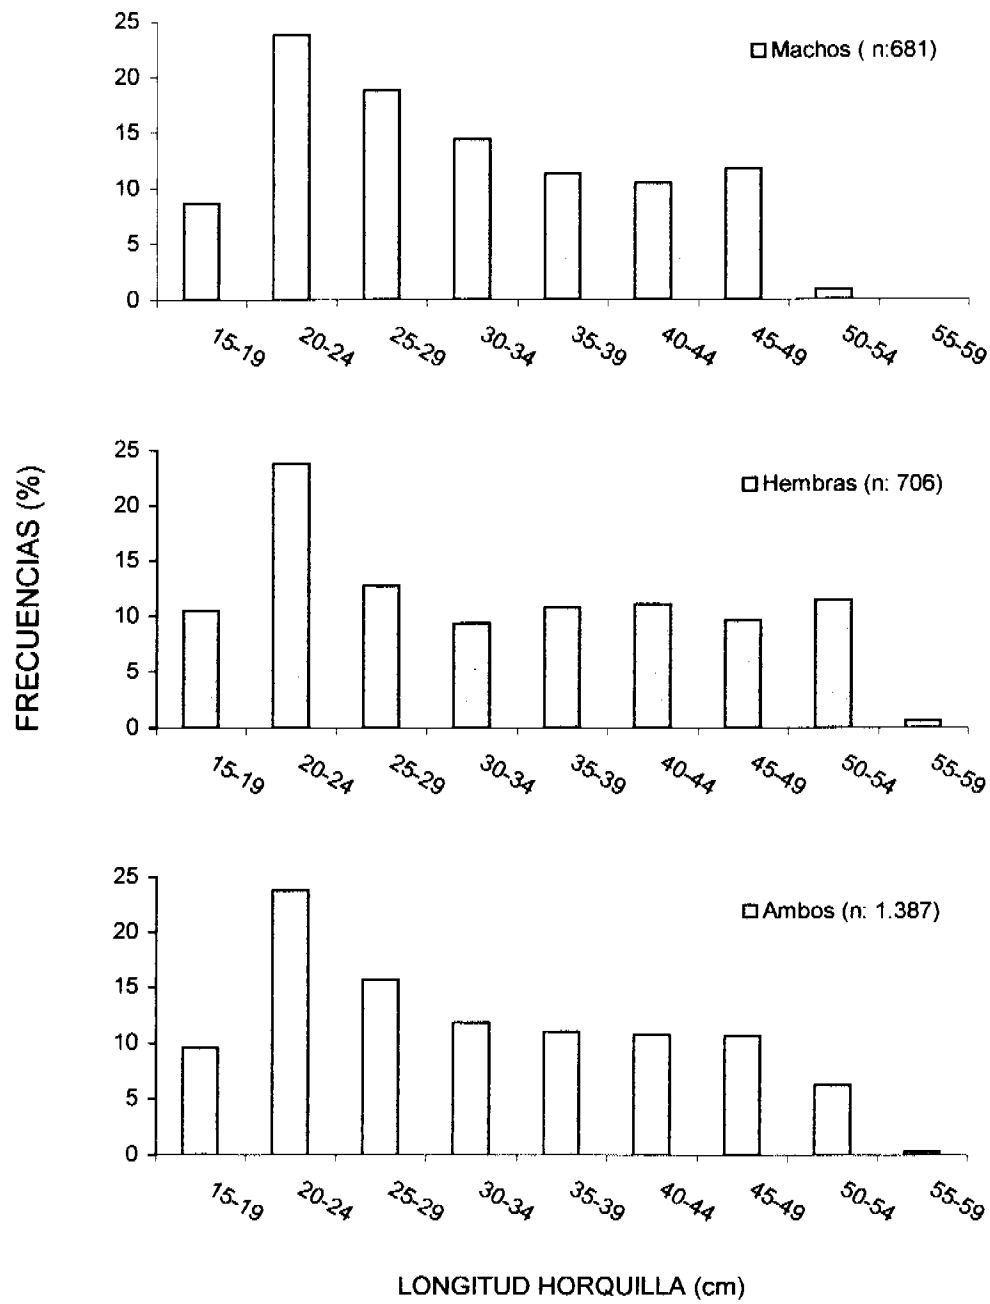 25
20
15
10
5
0
Machos ( n:681)
15-19 20-24 25-29 30-34 35-39 40-44 45-49 50-54 55-59
FRECUENCIAS (%)
25
20
15
10
5
0
Hembras (n: 706)
15-19 20-24 25-29 30-34 35-39 40-44 45-49 50-54 55-59
25
20
15
10
5
0
Ambos (n: 1.387)
15-19 20-24 25-29 30-34 35-39 40-44 45-49 50-54 55-59
LONGITUD HORQUILLA (cm)